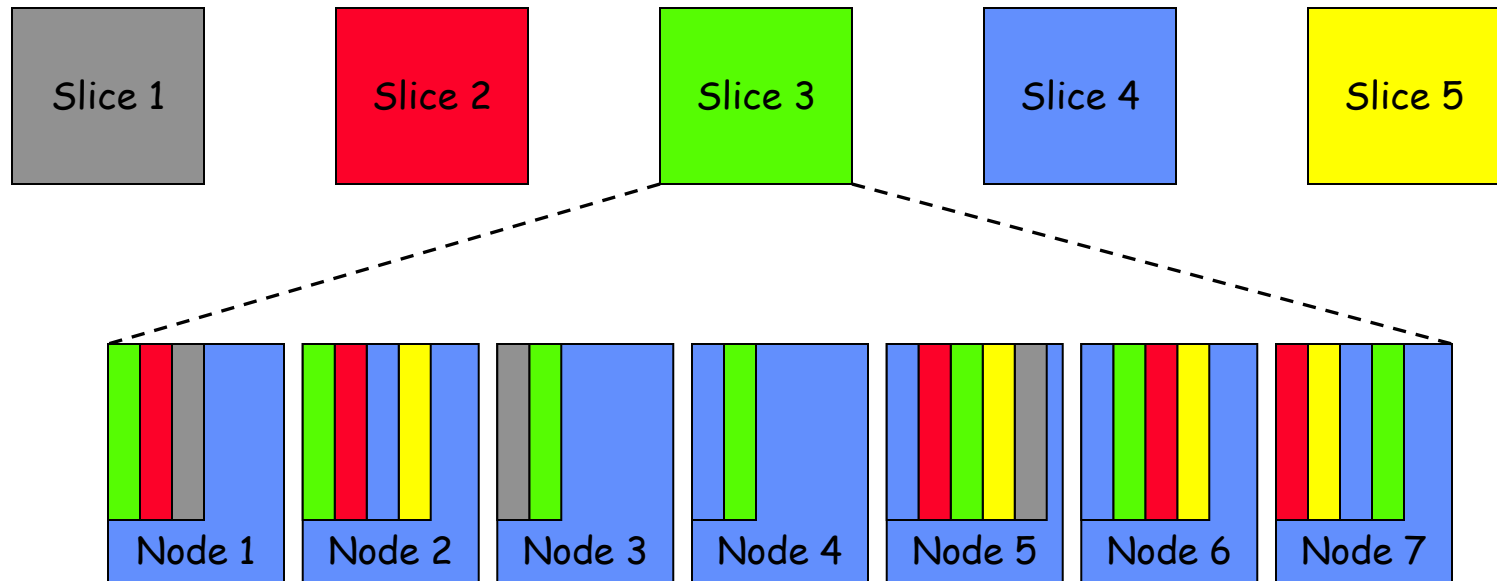 Slice 1
Slice 2
Slice 3
Slice 4
Slice 5
Node 1
Node 2
Node 3
Node 4
Node 5
Node 6
Node 7